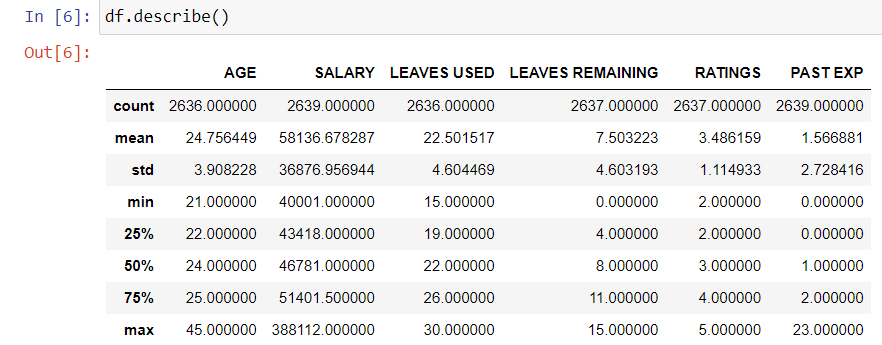 In [6]: df.describe()
Out[6]:
AGE SALARY LEAVES USED LEAVES REMAINING RATINGS PAST EXP
count 2636.000000 2639.000000 2636.000000 2637.000000 2637.000000 2639.000000
mean 24.756449 58136.678287 22.501517 7.503223 3.486159 1.566881
std 3.908228 36876.956944 4.604469 4.603193 1.114933 2.728416
min 21.000000 40001.000000 15.000000 0.000000 2.000000 0.000000
25% 22.000000 43418.000000 19.000000 4.000000 2.000000 0.000000
50% 24.000000 46781.000000 22.000000 8.000000 3.000000 1.000000
75% 25.000000 51401.500000 26.000000 11.000000 4.000000 2.000000
max 45.000000 388112.000000 30.000000 15.000000 5.000000 23.000000